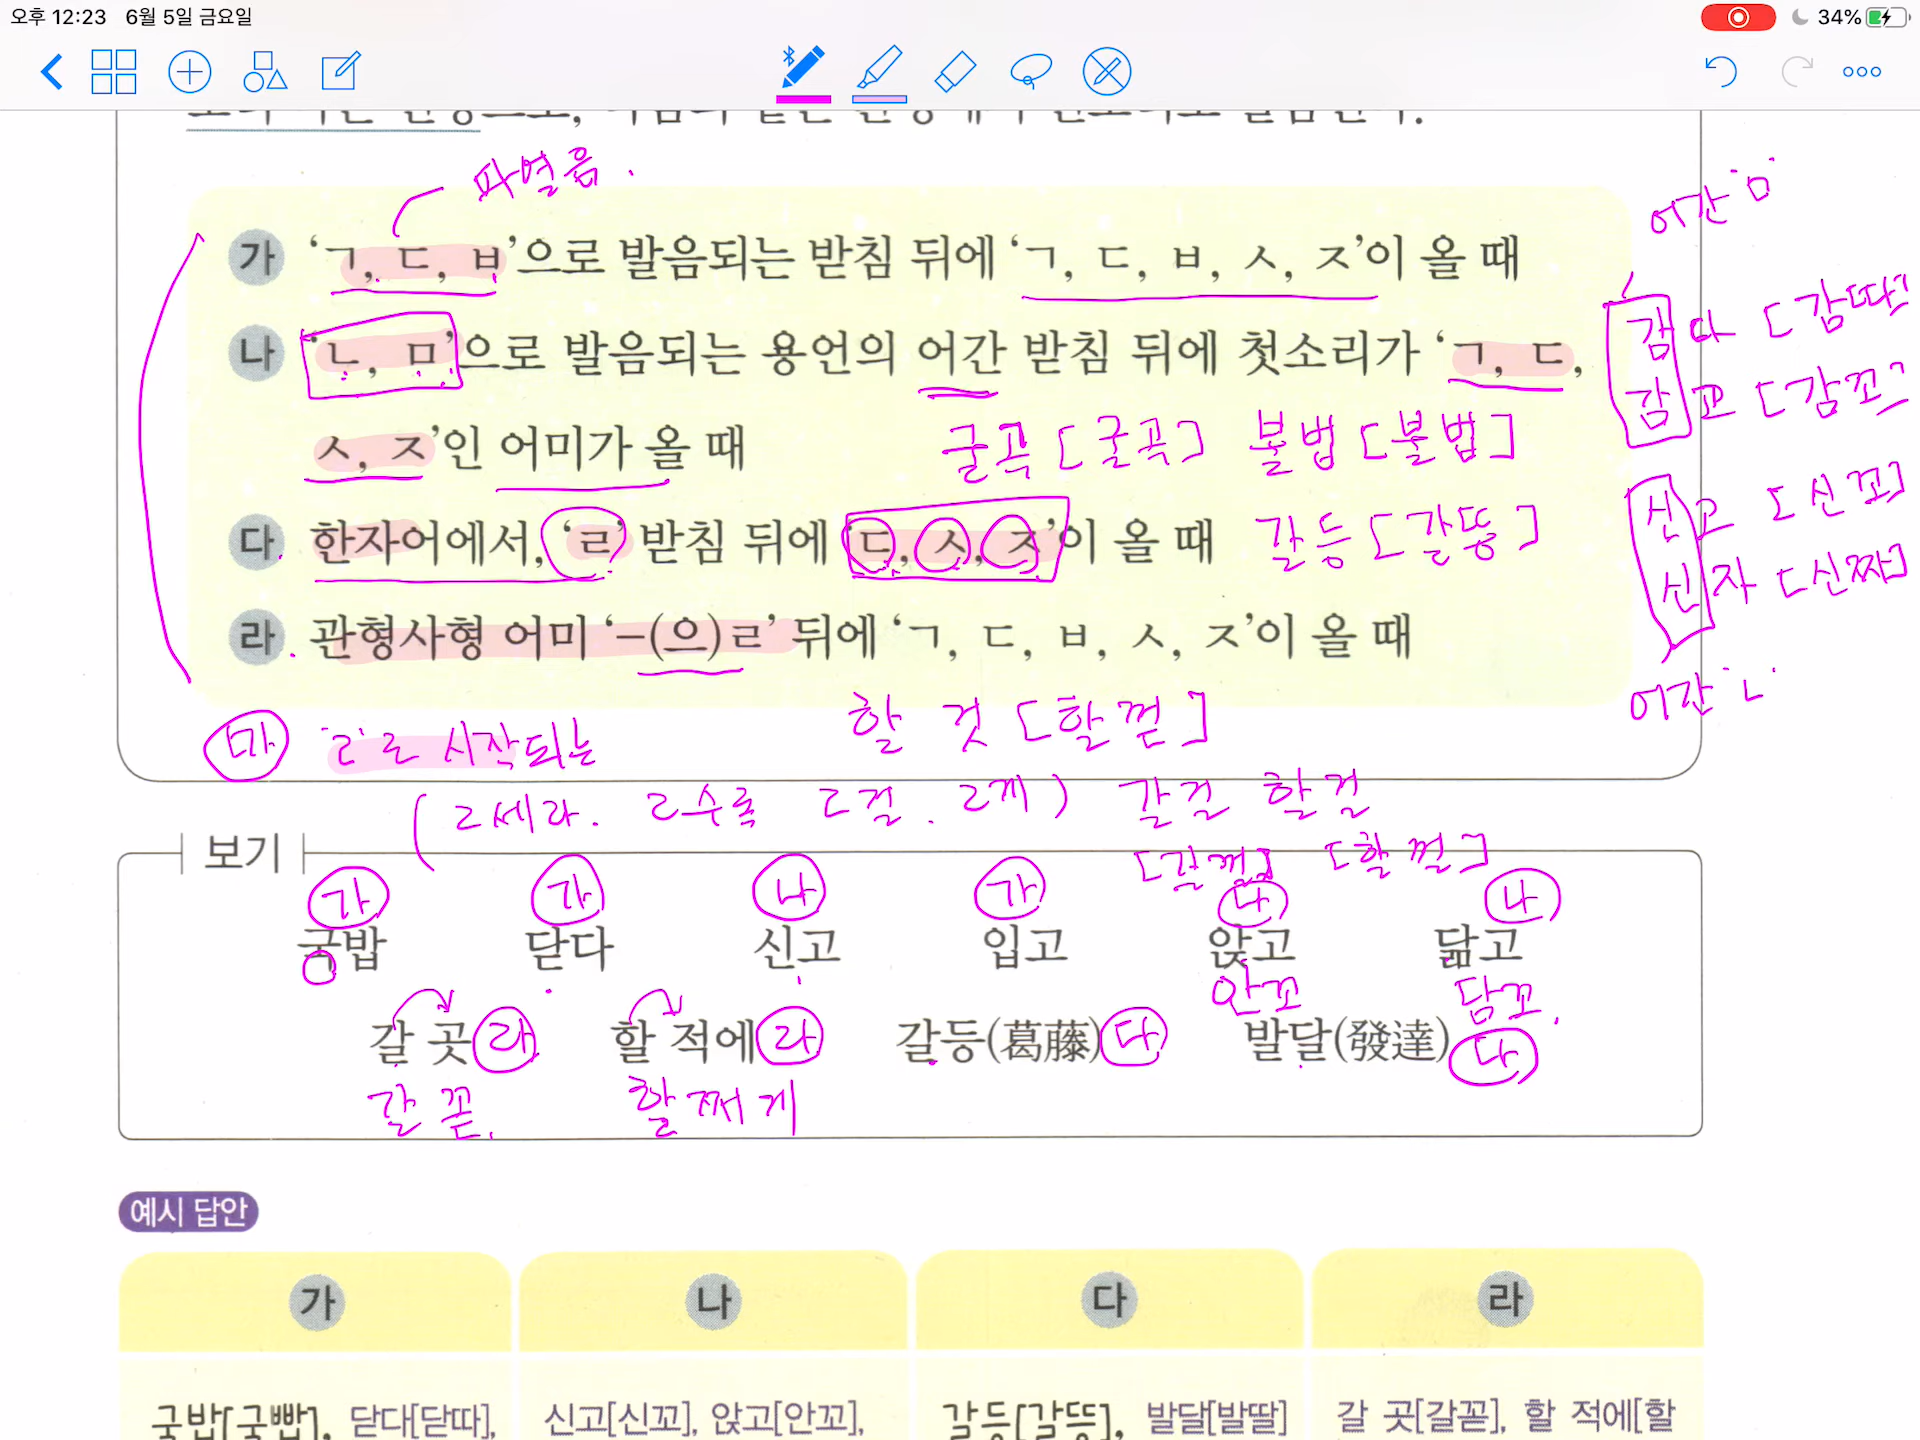 오후 12:23 6월 5일 금요일 34%
파열음.
어간 'ㅁ'
가 'ㄱ, ㄷ, ㅂ'으로 발음되는 받침 뒤에 'ㄱ, ㄷ, ㅂ, ㅅ, ㅈ'이 올 때
감다 [감따]
나 'ㄴ, ㅁ'으로 발음되는 용언의 어간 받침 뒤에 첫소리가 'ㄱ, ㄷ,
감고 [감꼬]
ㅅ, ㅈ'인 어미가 올 때 굴곡 [굴곡] 불법 [불법]
신고 [신꼬]
다 한자어에서, 'ㄹ' 받침 뒤에 'ㄷ, ㅅ, ㅈ'이 올 때 갈등 [갈뜽]
신자 [신짜]
라 관형사형 어미 '-(으)ㄹ' 뒤에 'ㄱ, ㄷ, ㅂ, ㅅ, ㅈ'이 올 때
어간 'ㄴ'
할 것 [할껃]
마 'ㄹ'로 시작되는
(ㄹ세라. ㄹ수록 ㄹ걸. ㄹ게) 갈걸 할걸
보기 [갈껄] [할껄]
가 가 나 가 나 나
국밥 닫다 신고 입고 앉고 닮고
안꼬 담꼬.
갈 곳 라 할 적에 라 갈등(葛藤) 다 발달(發達) 나
갈 꼳. 할쩌게
예시 답안
가 나 다 라
국밥[국빱], 닫다[닫따], 신고[신꼬], 앉고[안꼬], 갈등[갈뜽], 발달[발딸] 갈 곳[갈꼳], 할 적에[할